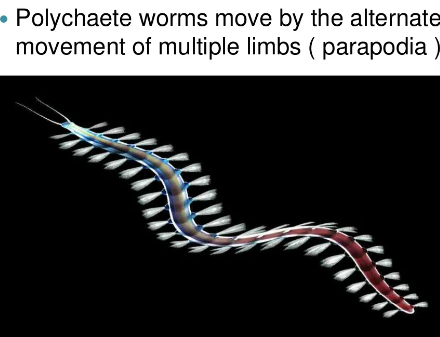 • Polychaete worms move by the alternate
movement of multiple limbs ( parapodia )